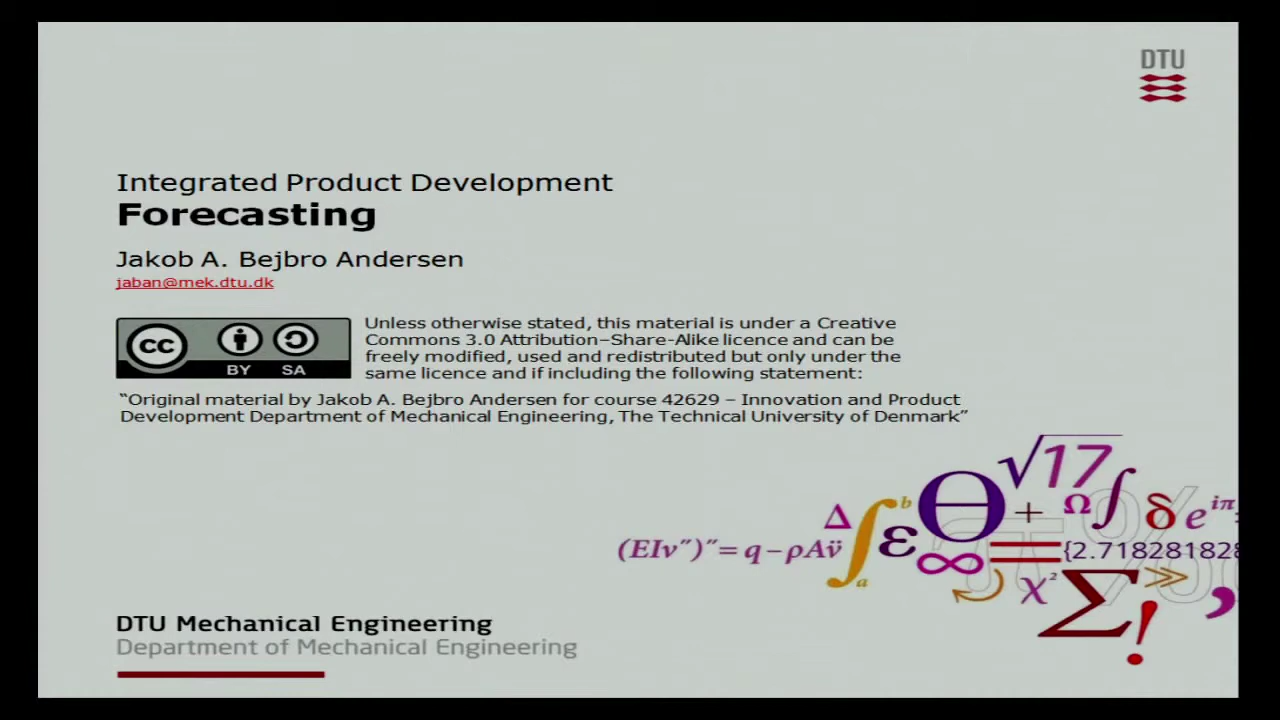 DTU
Integrated Product Development
Forecasting
Jakob A. Bejbro Andersen
jaban@mek.dtu.dk
cc BY SA
Unless otherwise stated, this material is under a Creative
Commons 3.0 Attribution–Share-Alike licence and can be
freely modified, used and redistributed but only under the
same licence and if including the following statement:
“Original material by Jakob A. Bejbro Andersen for course 42629 – Innovation and Product
Development Department of Mechanical Engineering, The Technical University of Denmark”
(EIv″)″= q−ρAv̈ Δ ∫ a b ε Θ ∞ √17 + Ω ∫ δ e iπ =
{2.718281828
χ² Σ ! ≫ ,
π %
DTU Mechanical Engineering
Department of Mechanical Engineering